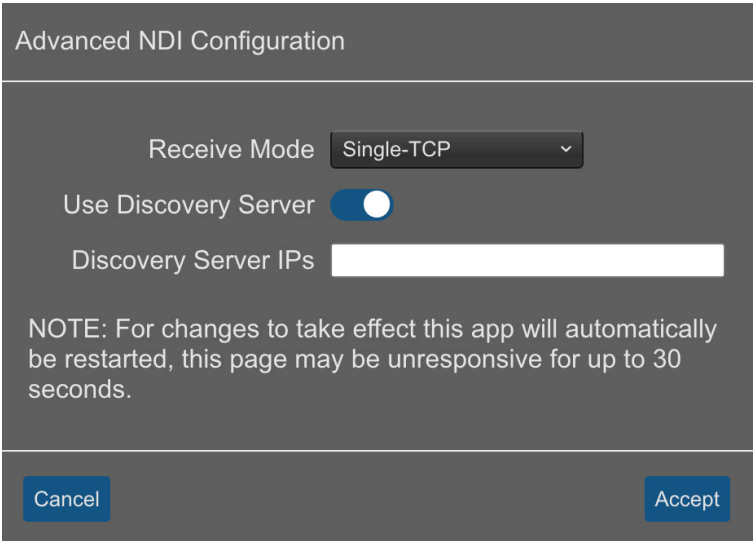 Advanced NDI Configuration
Receive Mode Single-TCP
Use Discovery Server
Discovery Server IPs
NOTE: For changes to take effect this app will automatically
be restarted, this page may be unresponsive for up to 30
seconds.
Cancel Accept